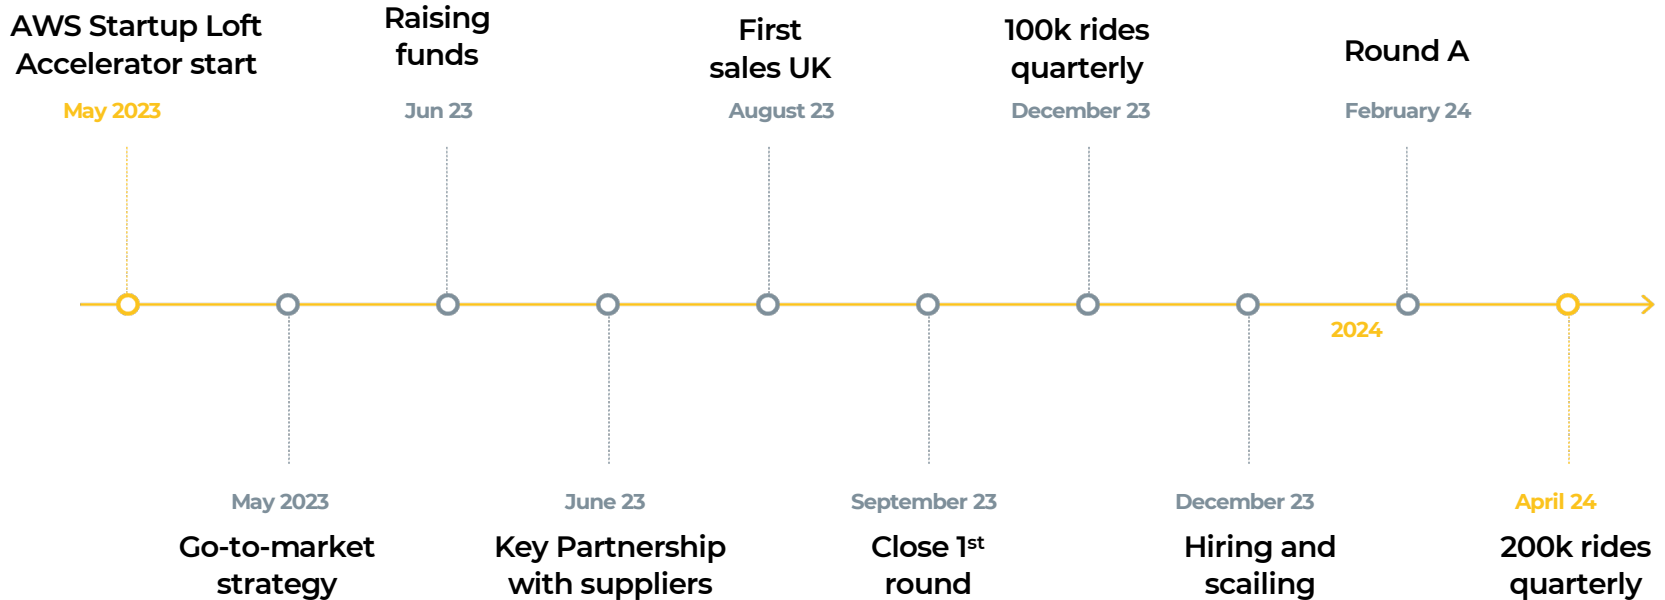 AWS Startup Loft
Accelerator start
May 2023
Raising
funds
Jun 23
First
sales UK
August 23
100k rides
quarterly
December 23
Round A
February 24
2024
May 2023
Go-to-market
strategy
June 23
Key Partnership
with suppliers
September 23
Close 1st
round
December 23
Hiring and
scailing
April 24
200k rides
quarterly